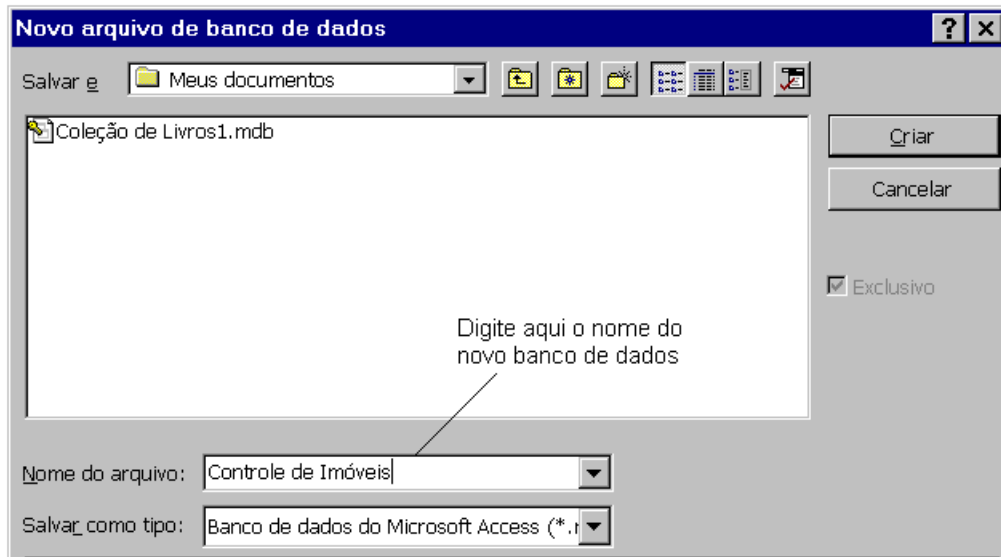 Novo arquivo de banco de dados
Salvar e Meus documentos
Coleção de Livros1.mdb
Criar
Cancelar
Exclusivo
Digite aqui o nome do
novo banco de dados
Nome do arquivo: Controle de Imóveis
Salvar como tipo: Banco de dados do Microsoft Access (*.